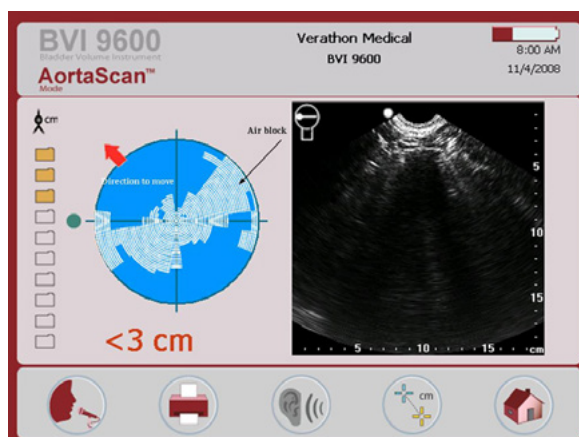 BVI 9600
Bladder Volume Instrument
AortaScan™
Mode
Verathon Medical
BVI 9600
8:00 AM
11/4/2008
cm
Air block
Direction to move
<3 cm
5
10
15
5 10 15 cm
cm